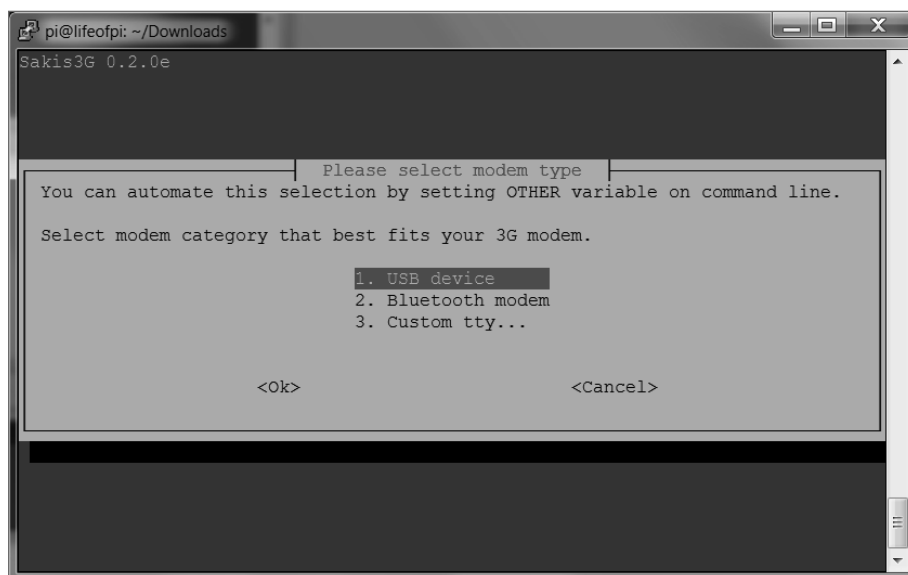 pi@lifeofpi: ~/Downloads
Sakis3G 0.2.0e
Please select modem type
You can automate this selection by setting OTHER variable on command line.
Select modem category that best fits your 3G modem.
1. USB device
2. Bluetooth modem
3. Custom tty...
<Ok> <Cancel>